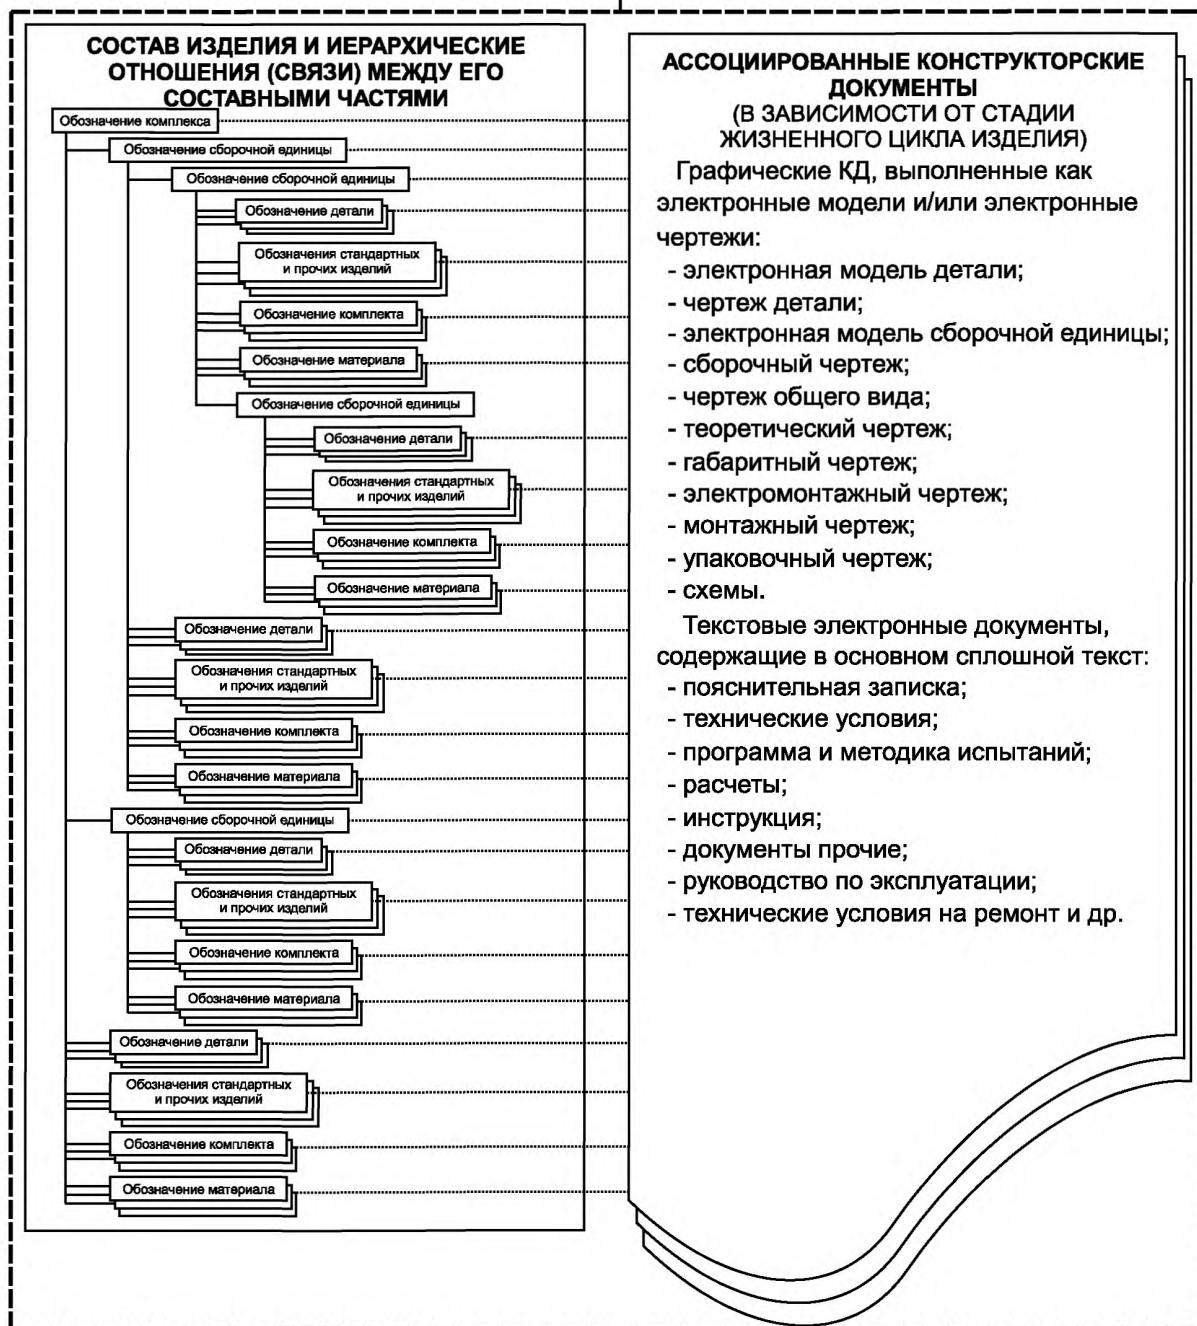 СОСТАВ ИЗДЕЛИЯ И ИЕРАРХИЧЕСКИЕ
ОТНОШЕНИЯ (СВЯЗИ) МЕЖДУ ЕГО
СОСТАВНЫМИ ЧАСТЯМИ
Обозначение комплекса
Обозначение сборочной единицы
Обозначение сборочной единицы
Обозначение детали
Обозначения стандартных
и прочих изделий
Обозначение комплекта
Обозначение материала
Обозначение сборочной единицы
Обозначение детали
Обозначения стандартных
и прочих изделий
Обозначение комплекта
Обозначение материала
Обозначение детали
Обозначения стандартных
и прочих изделий
Обозначение комплекта
Обозначение материала
Обозначение сборочной единицы
Обозначение детали
Обозначения стандартных
и прочих изделий
Обозначение комплекта
Обозначение материала
Обозначение детали
Обозначения стандартных
и прочих изделий
Обозначение комплекта
Обозначение материала
АССОЦИИРОВАННЫЕ КОНСТРУКТОРСКИЕ
ДОКУМЕНТЫ
(В ЗАВИСИМОСТИ ОТ СТАДИИ
ЖИЗНЕННОГО ЦИКЛА ИЗДЕЛИЯ)
Графические КД, выполненные как
электронные модели и/или электронные
чертежи:
- электронная модель детали;
- чертеж детали;
- электронная модель сборочной единицы;
- сборочный чертеж;
- чертеж общего вида;
- теоретический чертеж;
- габаритный чертеж;
- электромонтажный чертеж;
- монтажный чертеж;
- упаковочный чертеж;
- схемы.
Текстовые электронные документы,
содержащие в основном сплошной текст:
- пояснительная записка;
- технические условия;
- программа и методика испытаний;
- расчеты;
- инструкция;
- документы прочие;
- руководство по эксплуатации;
- технические условия на ремонт и др.